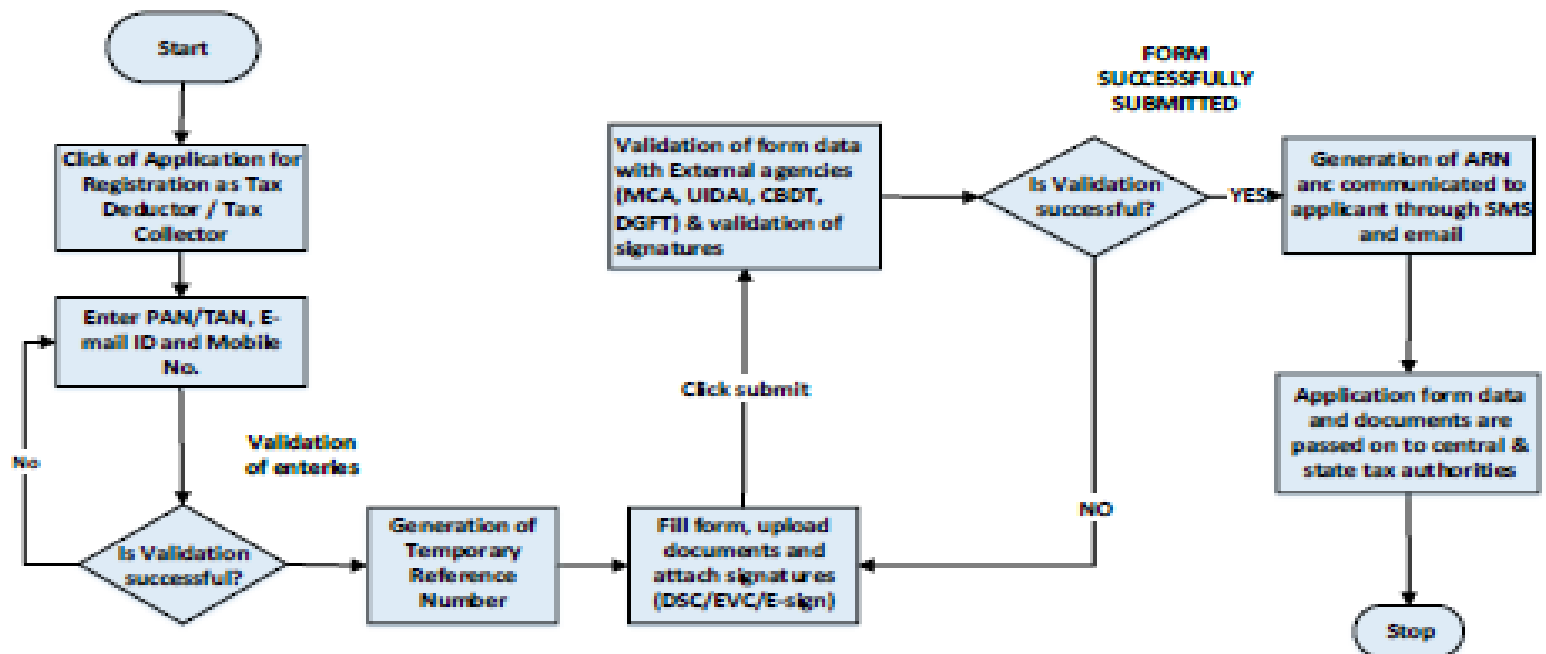 Start
Click of Application for
Registration as Tax
Deductor / Tax
Collector
Enter PAN/TAN, E-
mail ID and Mobile
No.
No
Validation
of enteries
Is Validation
successful?
Generation of
Temporary
Reference
Number
Fill form, upload
documents and
attach signatures
(DSC/EVC/E-sign)
Click submit
Validation of form data
with External agencies
(MCA, UIDAI, CBDT,
DGFT) & validation of
signatures
FORM
SUCCESSFULLY
SUBMITTED
Is Validation
successful?
YES
NO
Generation of ARN
anc communicated to
applicant through SMS
and email
Application form data
and documents are
passed on to central &
state tax authorities
Stop